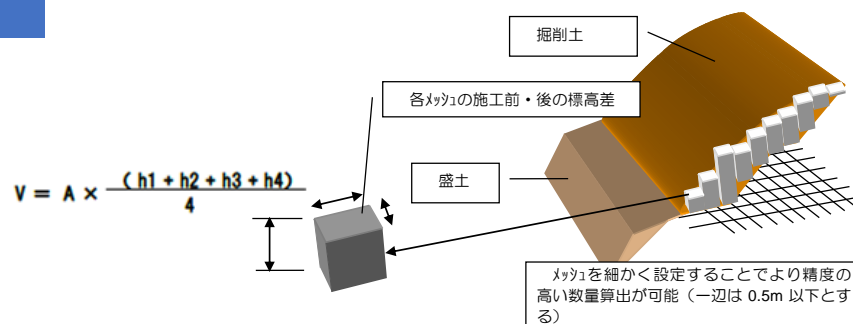 掘削土
各ﾒｯｼｭの施工前・後の標高差
V = A × (h1 + h2 + h3 + h4)
4
盛土
ﾒｯｼｭを細かく設定することでより精度の
高い数量算出が可能（一辺は 0.5m 以下とす
る）